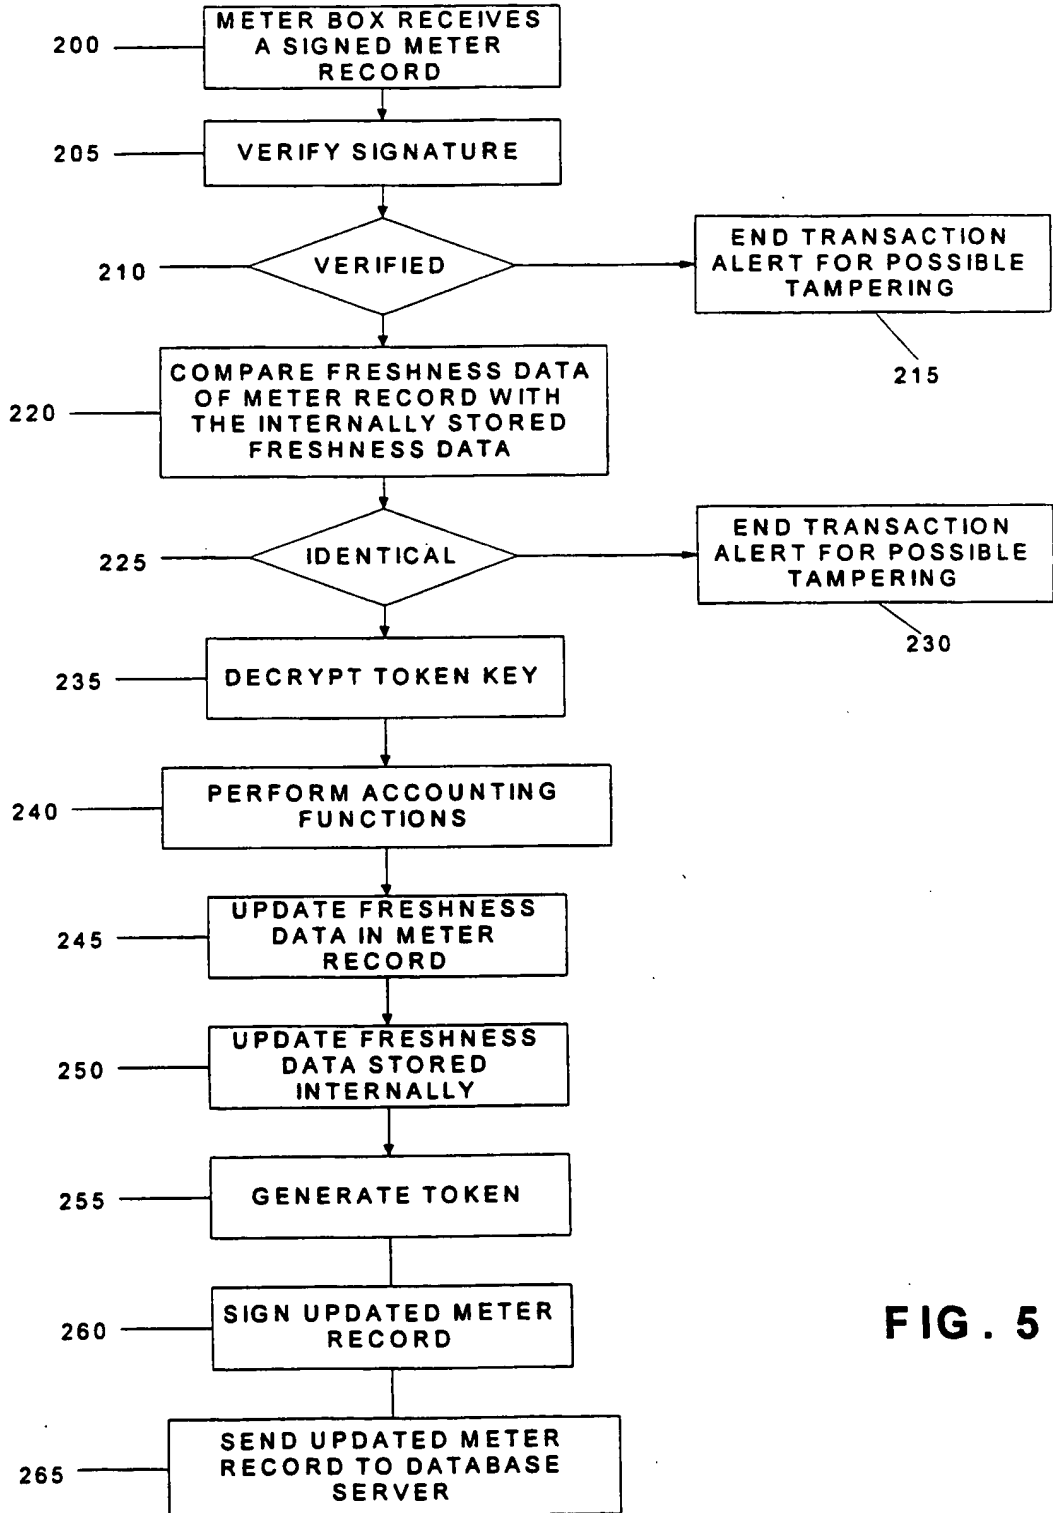 METER BOX RECEIVES
A SIGNED METER
RECORD
200
205
VERIFY SIGNATURE
210
VERIFIED
END TRANSACTION
ALERT FOR POSSIBLE
TAMPERING
215
220
COMPARE FRESHNESS DATA
OF METER RECORD WITH
THE INTERNALLY STORED
FRESHNESS DATA
225
IDENTICAL
END TRANSACTION
ALERT FOR POSSIBLE
TAMPERING
230
235
DECRYPT TOKEN KEY
240
PERFORM ACCOUNTING
FUNCTIONS
245
UPDATE FRESHNESS
DATA IN METER
RECORD
250
UPDATE FRESHNESS
DATA STORED
INTERNALLY
255
GENERATE TOKEN
260
SIGN UPDATED METER
RECORD
FIG. 5
265
SEND UPDATED METER
RECORD TO DATABASE
SERVER